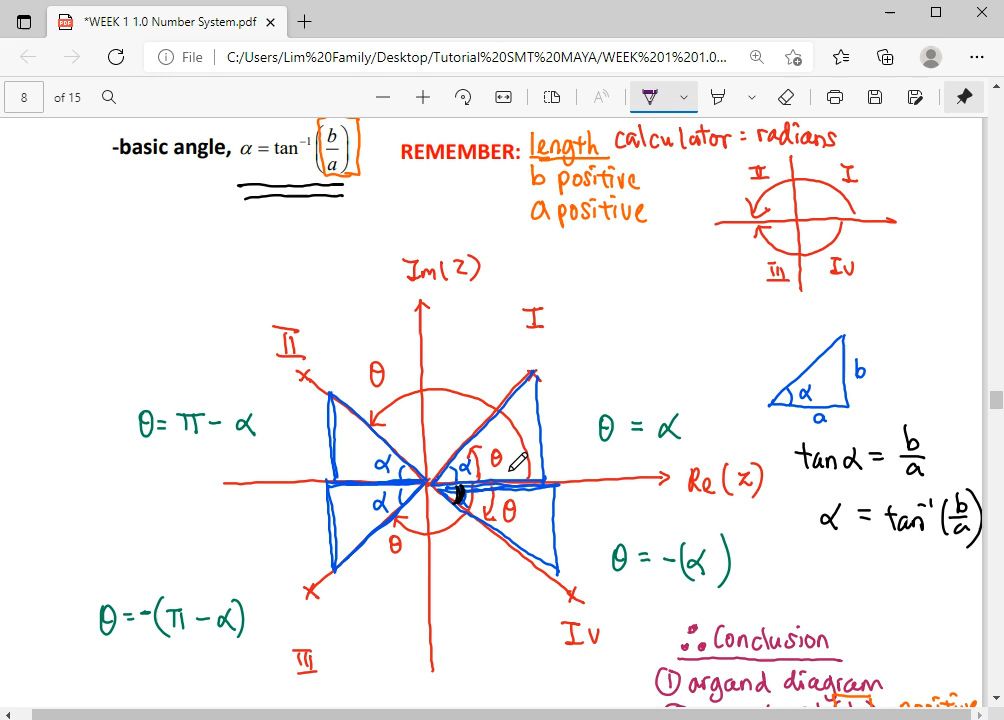 *WEEK 1 1.0 Number System.pdf
File C:/Users/Lim%20Family/Desktop/Tutorial%20SMT%20MAYA/WEEK%201%201.0...
8 of 15
-basic angle, α = tan⁻¹(b/a)
REMEMBER: length
b positive
a positive
calculator = radians
II I
III IV
Im(z)
I
II
θ
b
α
a
θ = π - α
θ = α
α α θ
tan α = b/a
Re(z)
α θ
α = tan⁻¹(b/a)
θ
θ = -(α)
θ = -(π - α)
IV
III
∴ Conclusion
① argand diagram
positive